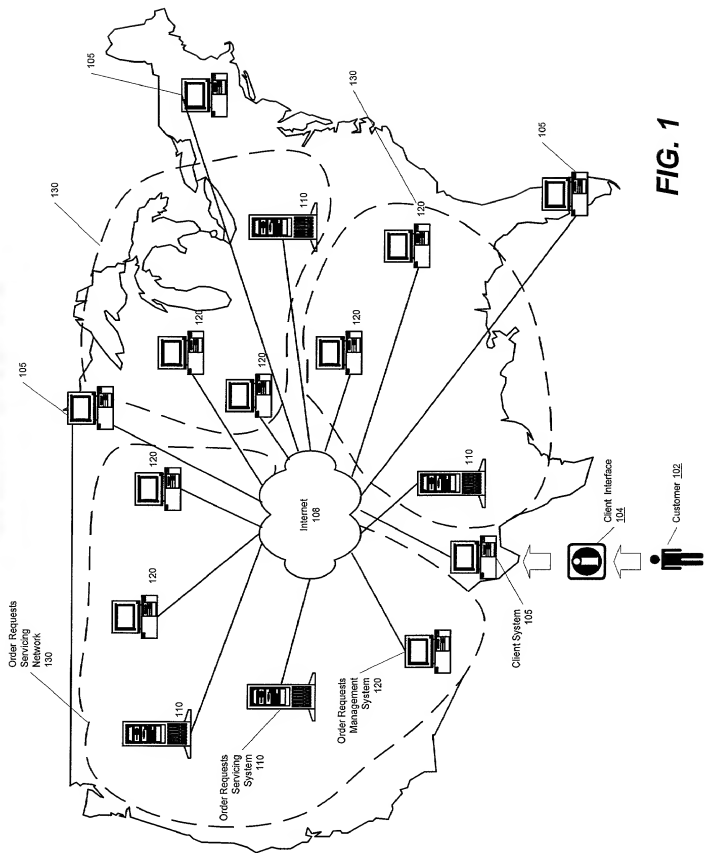 105
130
105
130
105
110
120
120
120
120
105
120
120
Order Requests
Servicing
Network
130
110
110
Internet
108
Order Requests
Servicing
System
110
Order Requests
Management
System
120
Client System
105
Client Interface
104
Customer 102
FIG. 1